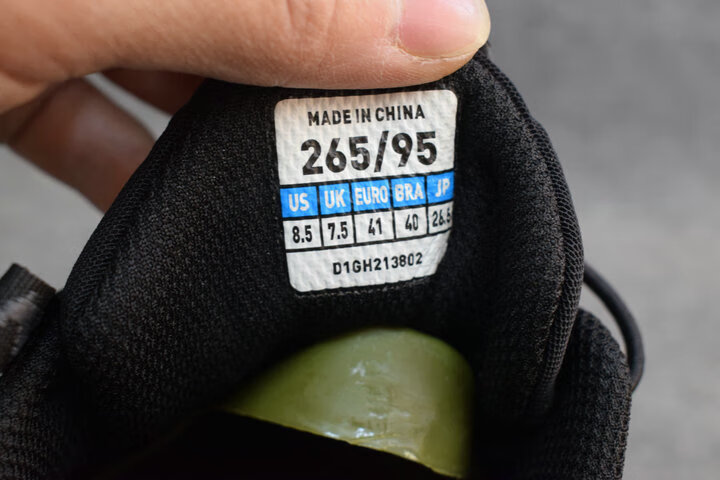 MADE IN CHINA
265/95
US UK EURO BRA JP
8.5 7.5 41 40 26.5
D1GH213802